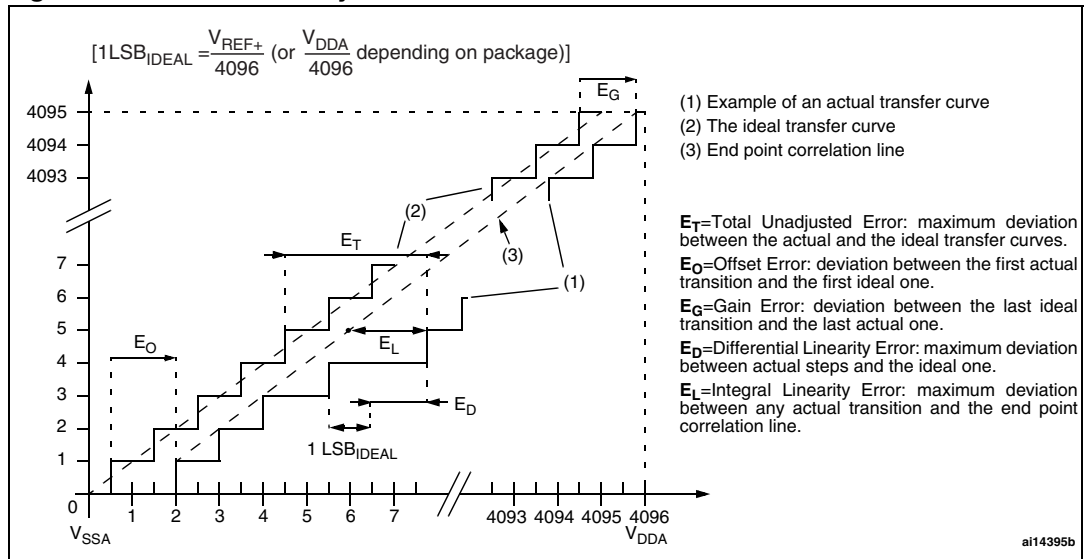 [1LSB_IDEAL = V_REF+ / 4096 (or V_DDA / 4096 depending on package)]
E_G
4095
4094
4093
(1) Example of an actual transfer curve
(2) The ideal transfer curve
(3) End point correlation line
(2)
E_T
(3)
(1)
7
6
5
4
3
2
1
0
E_O
E_L
E_D
1 LSB_IDEAL
E_T=Total Unadjusted Error: maximum deviation
between the actual and the ideal transfer curves.
E_O=Offset Error: deviation between the first actual
transition and the first ideal one.
E_G=Gain Error: deviation between the last ideal
transition and the last actual one.
E_D=Differential Linearity Error: maximum deviation
between actual steps and the ideal one.
E_L=Integral Linearity Error: maximum deviation
between any actual transition and the end point
correlation line.
1 2 3 4 5 6 7 4093 4094 4095 4096
V_SSA V_DDA
ai14395b